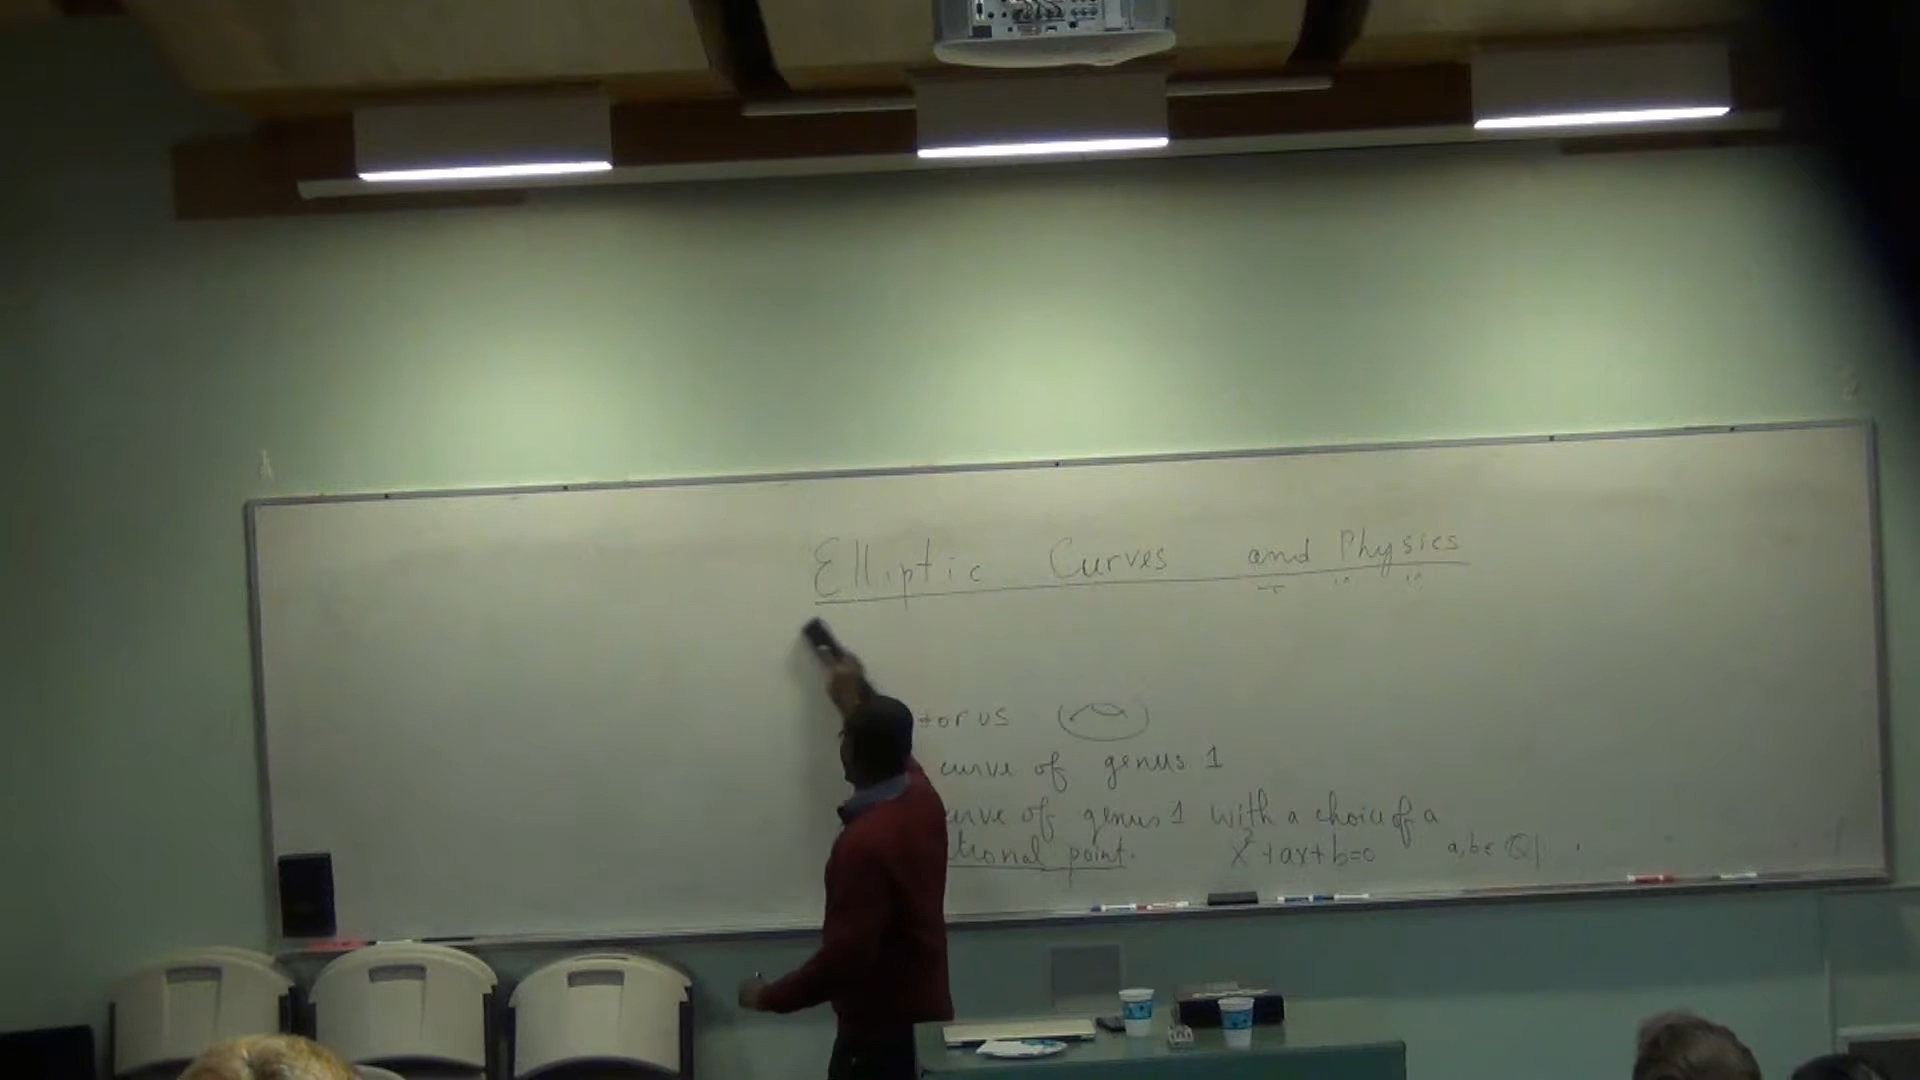 Elliptic Curves and Physics
torus
curve of genus 1
curve of genus 1 with a choice of a
point. x²+ax+b=0 a,b ∈ Q